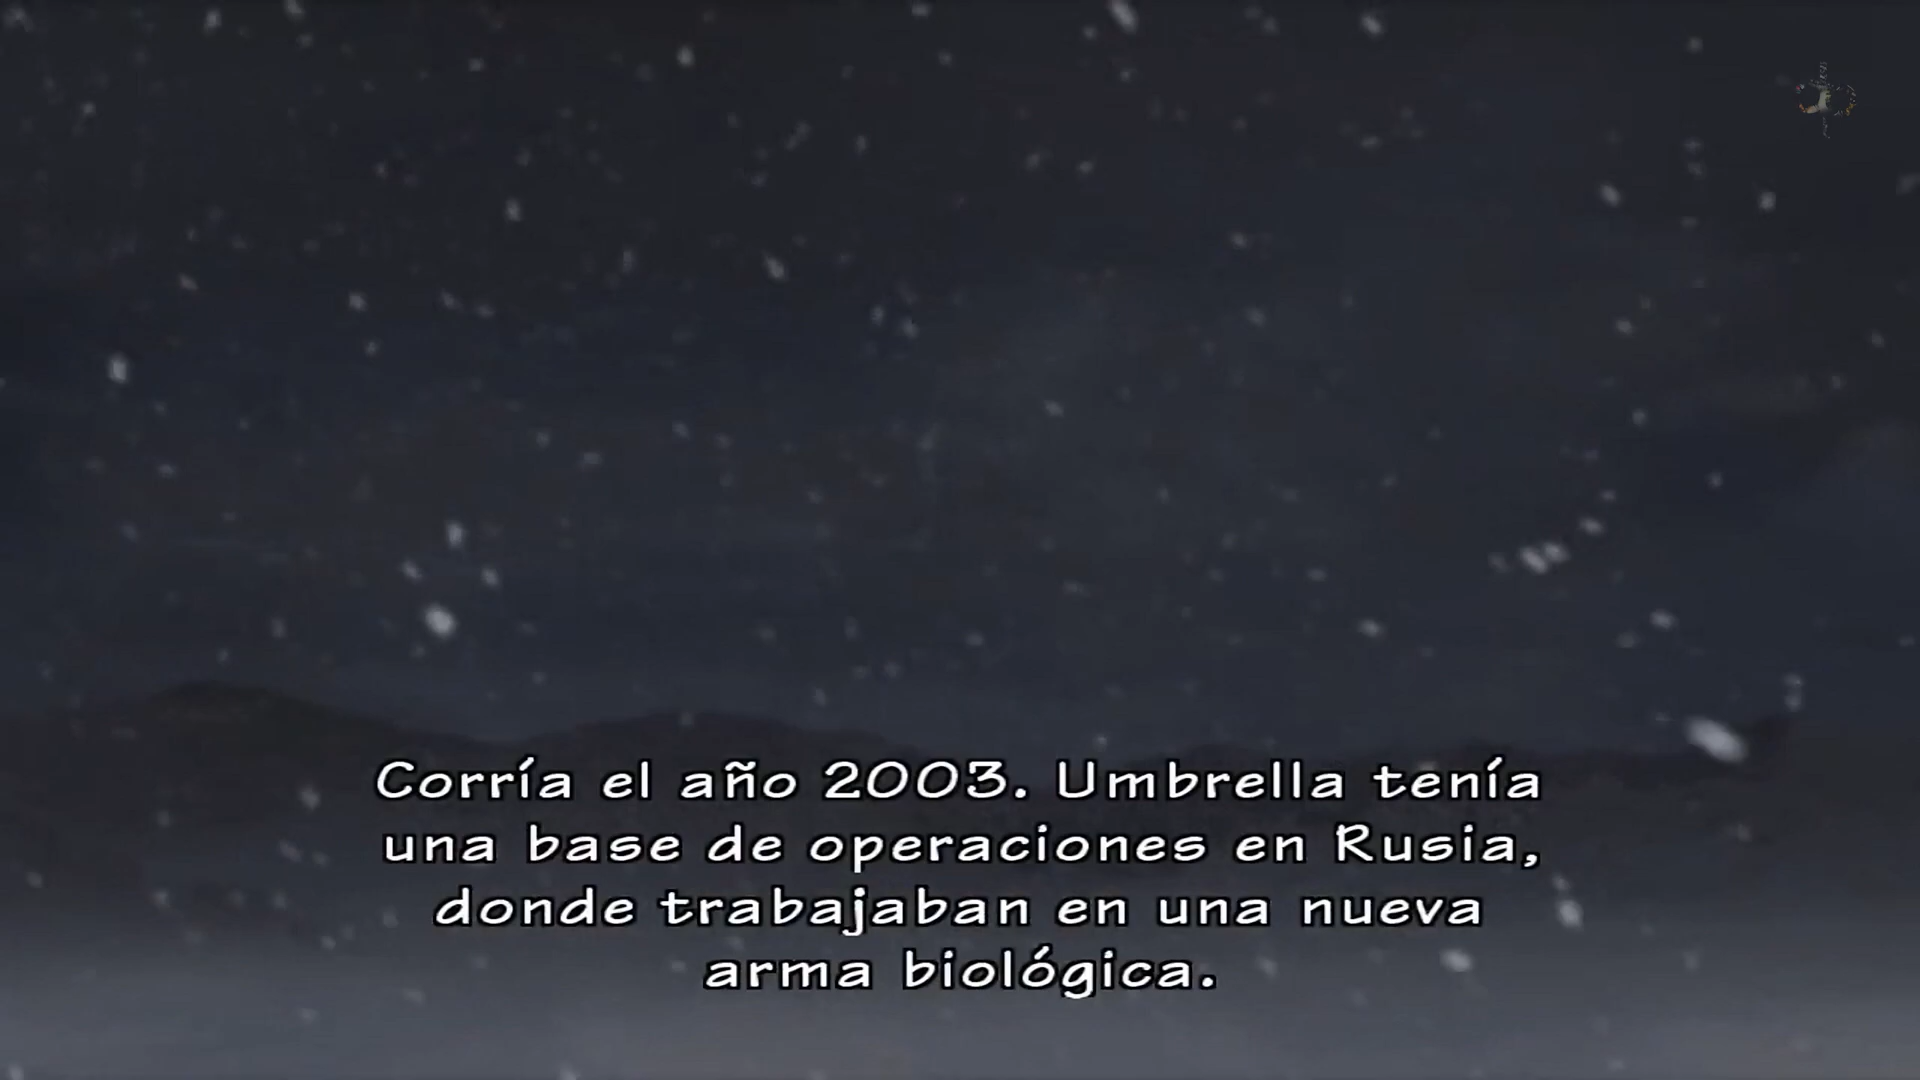 Corría el año 2003. Umbrella tenía
una base de operaciones en Rusia,
donde trabajaban en una nueva
arma biológica.